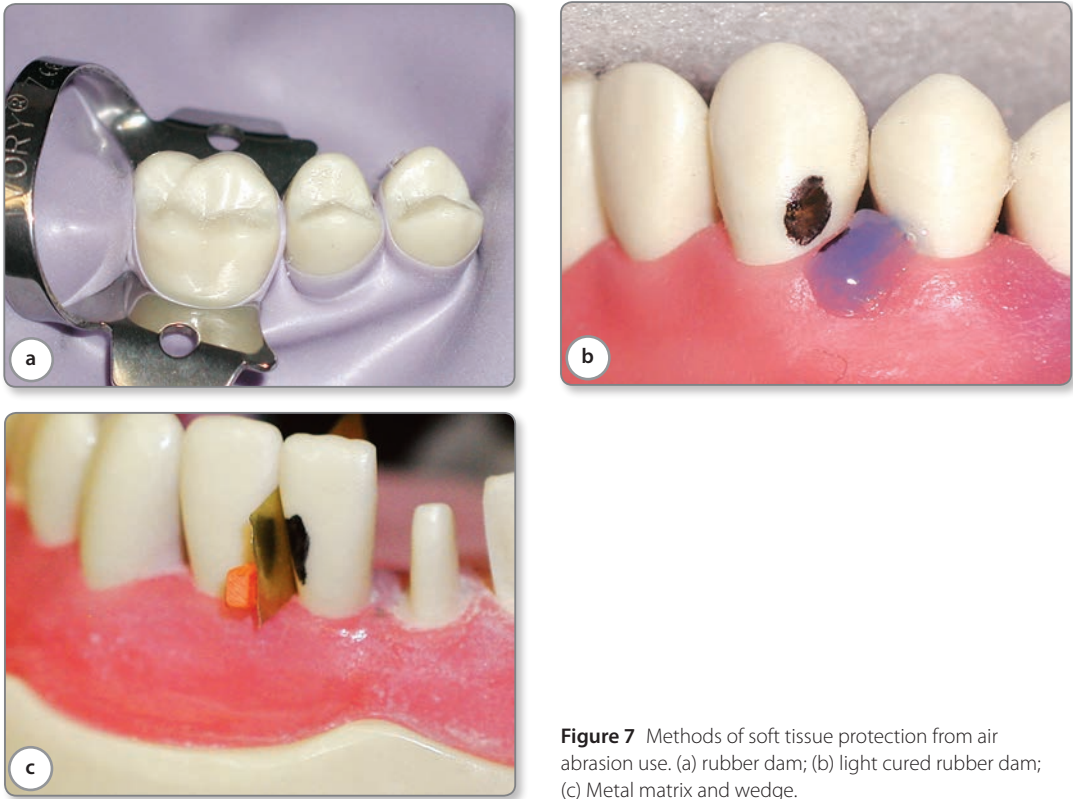 ORY®
a
b
c
Figure 7 Methods of soft tissue protection from air
abrasion use. (a) rubber dam; (b) light cured rubber dam;
(c) Metal matrix and wedge.